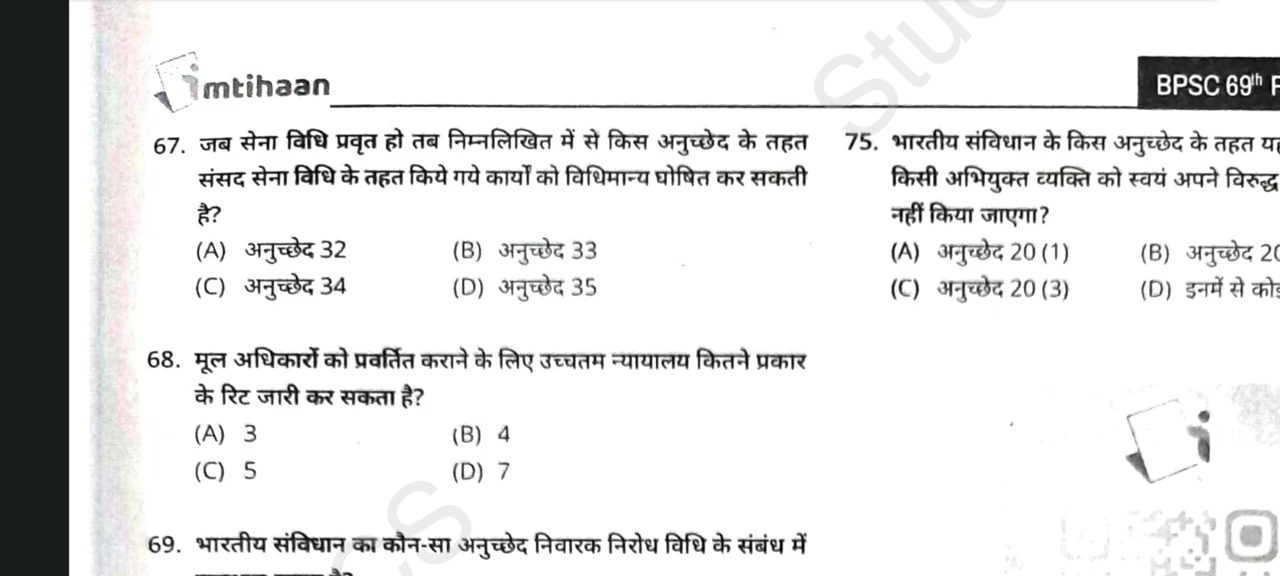 imtihaan
BPSC 69th
67. जब सेना विधि प्रवृत हो तब निम्नलिखित में से किस अनुच्छेद के तहत
संसद सेना विधि के तहत किये गये कार्यों को विधिमान्य घोषित कर सकती
है?
(A) अनुच्छेद 32 (B) अनुच्छेद 33
(C) अनुच्छेद 34 (D) अनुच्छेद 35
68. मूल अधिकारों को प्रवर्तित कराने के लिए उच्चतम न्यायालय कितने प्रकार
के रिट जारी कर सकता है?
(A) 3 (B) 4
(C) 5 (D) 7
69. भारतीय संविधान का कौन-सा अनुच्छेद निवारक निरोध विधि के संबंध में
75. भारतीय संविधान के किस अनुच्छेद के तहत
किसी अभियुक्त व्यक्ति को स्वयं अपने विरुद्ध
नहीं किया जाएगा?
(A) अनुच्छेद 20 (1) (B) अनुच्छेद
(C) अनुच्छेद 20 (3) (D) इनमें से